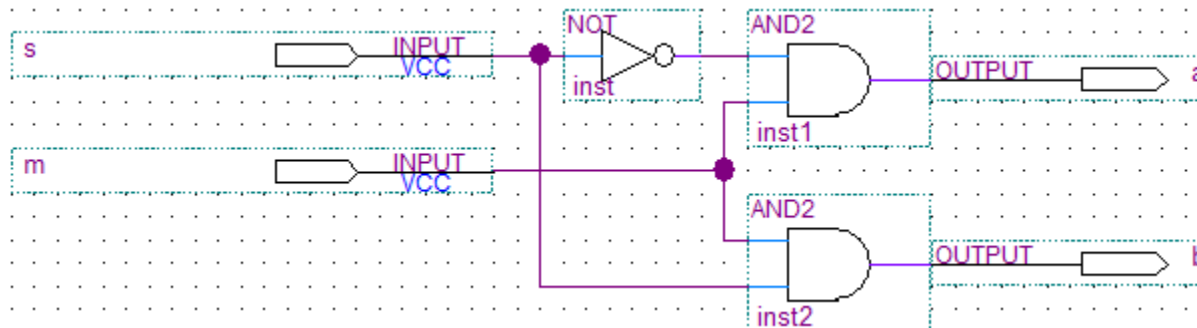 NOT
AND2
s
INPUT
VCC
OUTPUT
a
inst
inst1
m
INPUT
VCC
AND2
OUTPUT
b
inst2